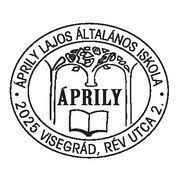 · ÁPRILY LAJOS ÁLTALÁNOS ISKOLA ·
ÁPRILY
2025 VISEGRÁD, RÉV UTCA 2.